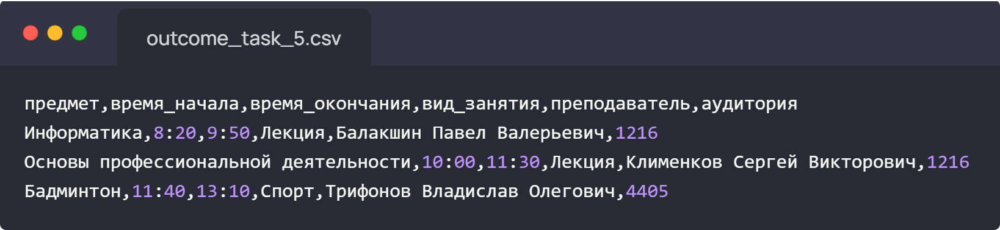 outcome_task_5.csv
предмет,время_начала,время_окончания,вид_занятия,преподаватель,аудитория
Информатика,8:20,9:50,Лекция,Балакшин Павел Валерьевич,1216
Основы профессиональной деятельности,10:00,11:30,Лекция,Клименков Сергей Викторович,1216
Бадминтон,11:40,13:10,Спорт,Трифонов Владислав Олегович,4405